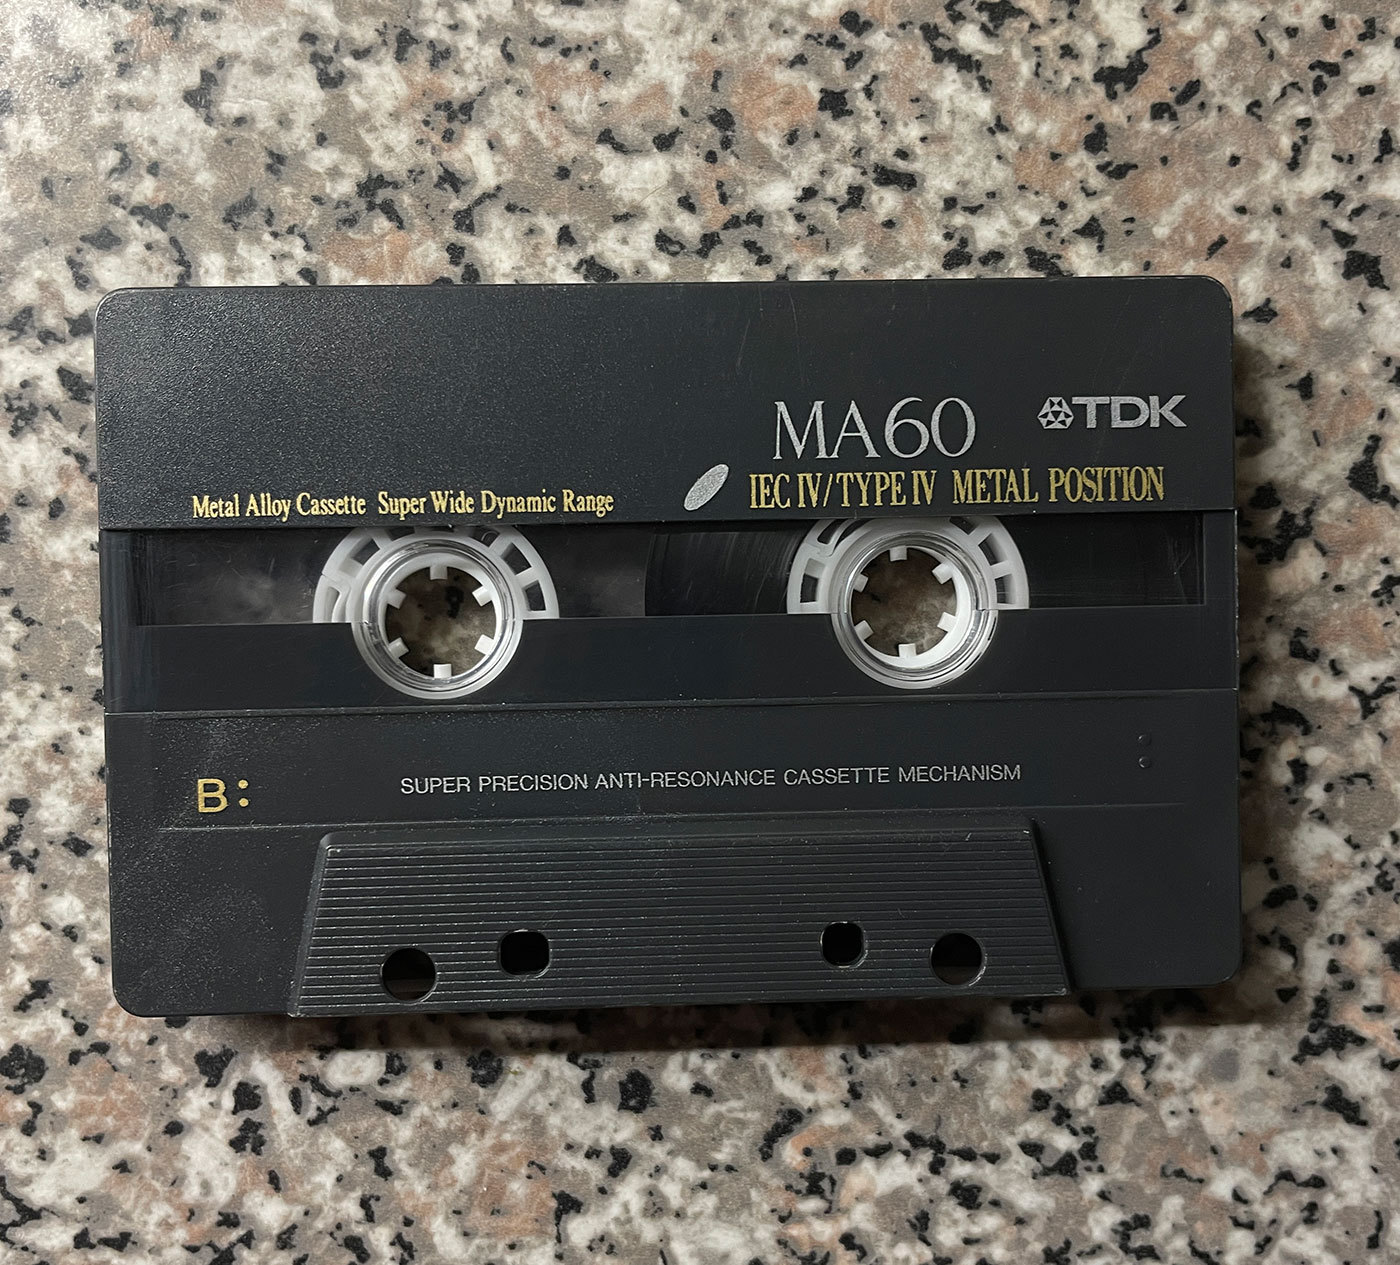 MA60 TDK
IEC IV/TYPE IV METAL POSITION
Metal Alloy Cassette Super Wide Dynamic Range
B:
SUPER PRECISION ANTI-RESONANCE CASSETTE MECHANISM